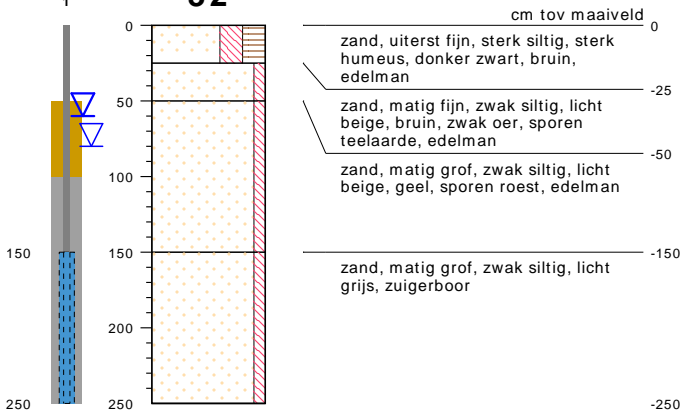 cm tov maaiveld
0
0
zand, uiterst fijn, sterk siltig, sterk
humeus, donker zwart, bruin,
edelman
-25
50
zand, matig fijn, zwak siltig, licht
beige, bruin, zwak oer, sporen
teelaarde, edelman
-50
100
zand, matig grof, zwak siltig, licht
beige, geel, sporen roest, edelman
150
150
-150
zand, matig grof, zwak siltig, licht
grijs, zuigerboor
200
250
250
-250